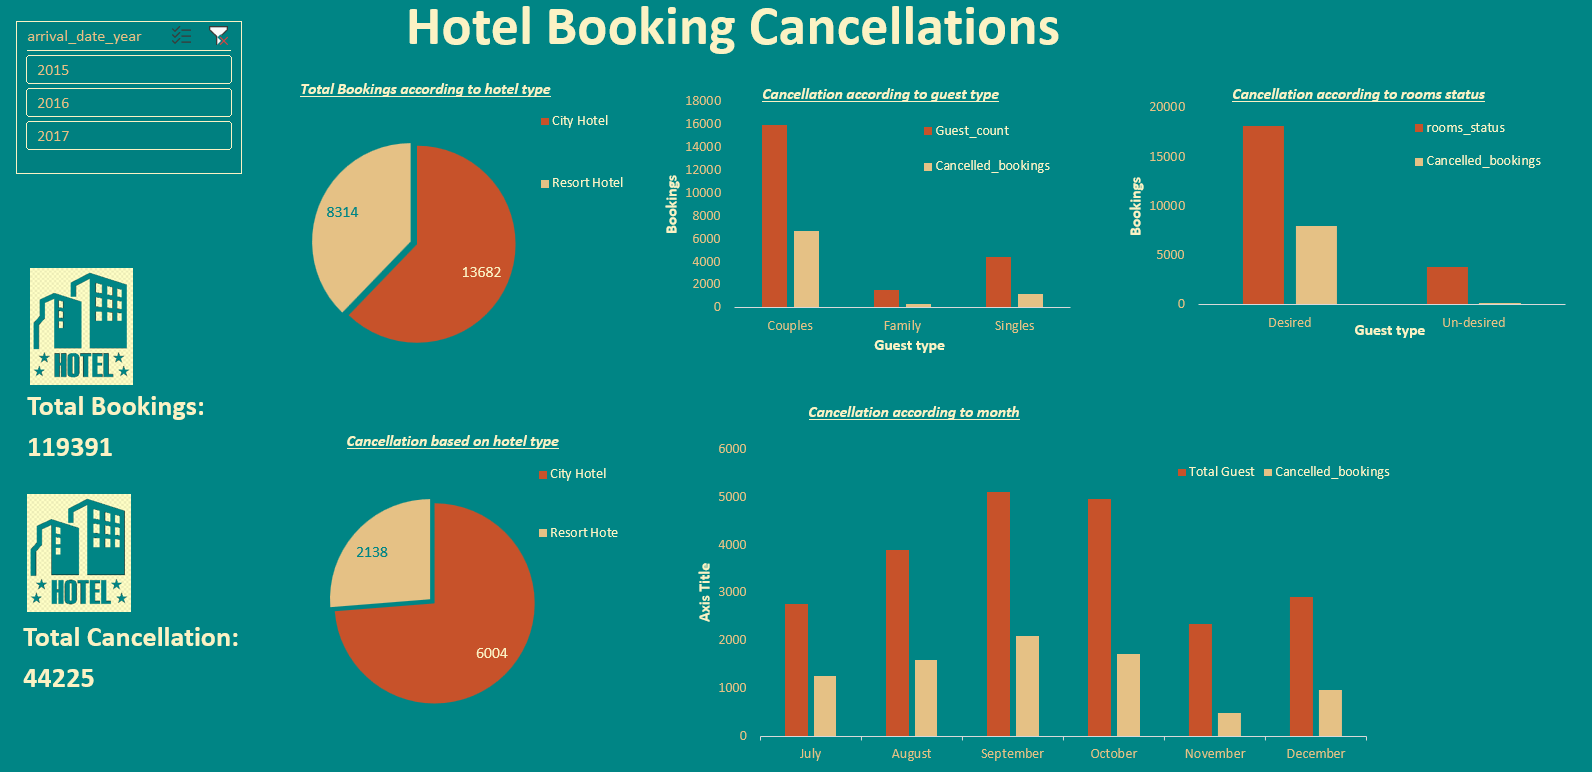 Hotel Booking Cancellations
arrival_date_year
2015
2016
2017
Total Bookings according to hotel type
City Hotel
Resort Hotel
8314
13682
Cancellation according to guest type
18000
16000
14000
12000
10000
8000
6000
4000
2000
0
Bookings
Guest_count
Cancelled_bookings
Couples
Family
Singles
Guest type
Cancellation according to rooms status
20000
15000
10000
5000
0
Bookings
rooms_status
Cancelled_bookings
Desired
Un-desired
Guest type
HOTEL
Total Bookings:
119391
HOTEL
Total Cancellation:
44225
Cancellation based on hotel type
City Hotel
Resort Hote
2138
6004
Cancellation according to month
6000
5000
4000
3000
2000
1000
0
Axis Title
Total Guest
Cancelled_bookings
July
August
September
October
November
December